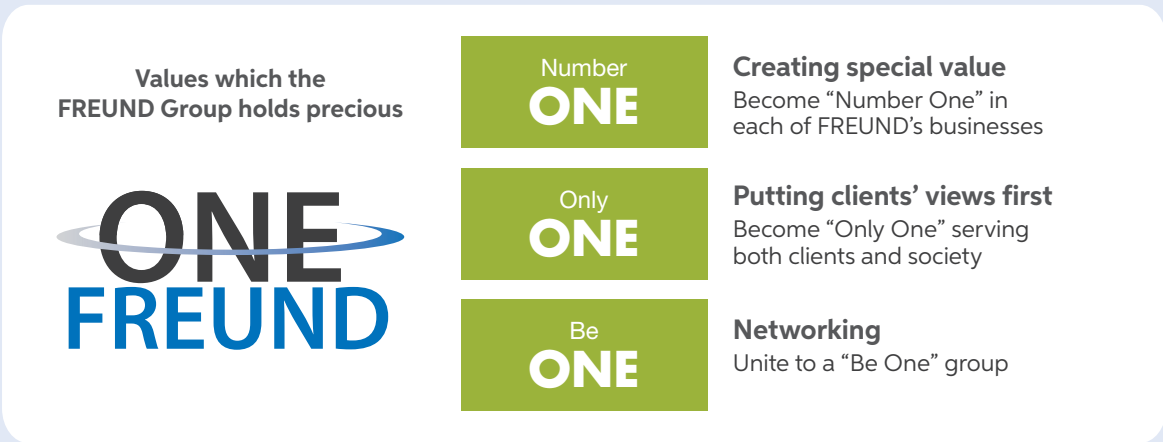 Values which the
FREUND Group holds precious
ONE
FREUND
Number
ONE
Creating special value
Become “Number One” in
each of FREUND’s businesses
Only
ONE
Putting clients’ views first
Become “Only One” serving
both clients and society
Be
ONE
Networking
Unite to a “Be One” group